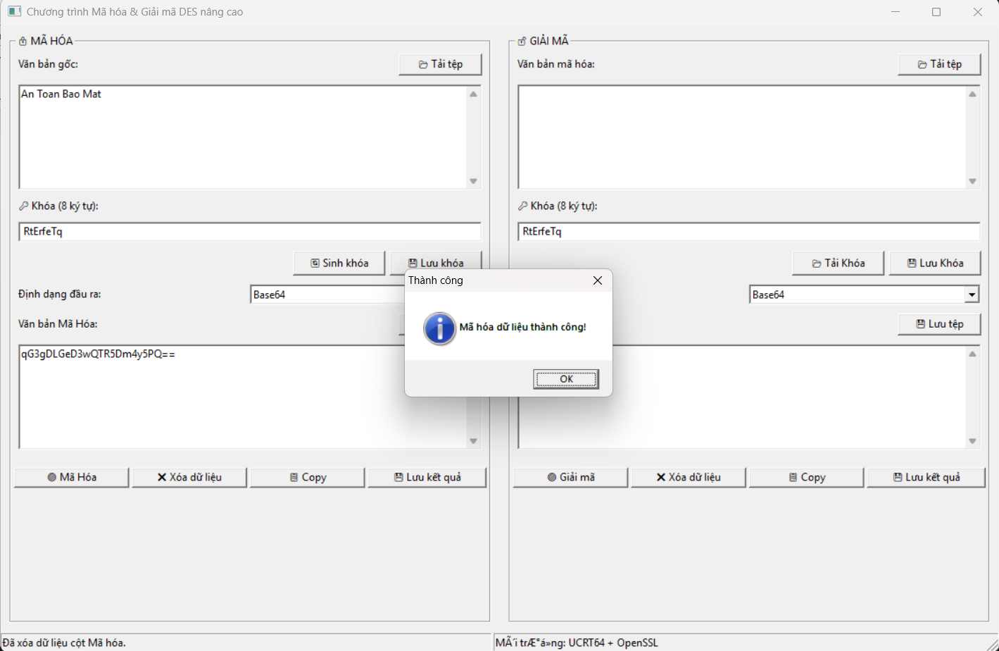 Chương trình Mã hóa & Giải mã DES nâng cao
MÃ HÓA
Văn bản gốc:
Tải tệp
An Toan Bao Mat
Khóa (8 ký tự):
RtErfeTq
Sinh khóa
Lưu khóa
Định dạng đầu ra:
Base64
Văn bản Mã Hóa:
qG3gDLGeD3wQTR5Dm4y5PQ==
Mã Hóa
Xóa dữ liệu
Copy
Lưu kết quả
GIẢI MÃ
Văn bản mã hóa:
Tải tệp
Khóa (8 ký tự):
RtErfeTq
Tải Khóa
Lưu Khóa
Base64
Lưu tệp
Giải mã
Xóa dữ liệu
Copy
Lưu kết quả
Thành công
Mã hóa dữ liệu thành công!
OK
Đã xóa dữ liệu cột Mã hóa.
MÃ´i trÆ°á»ng: UCRT64 + OpenSSL